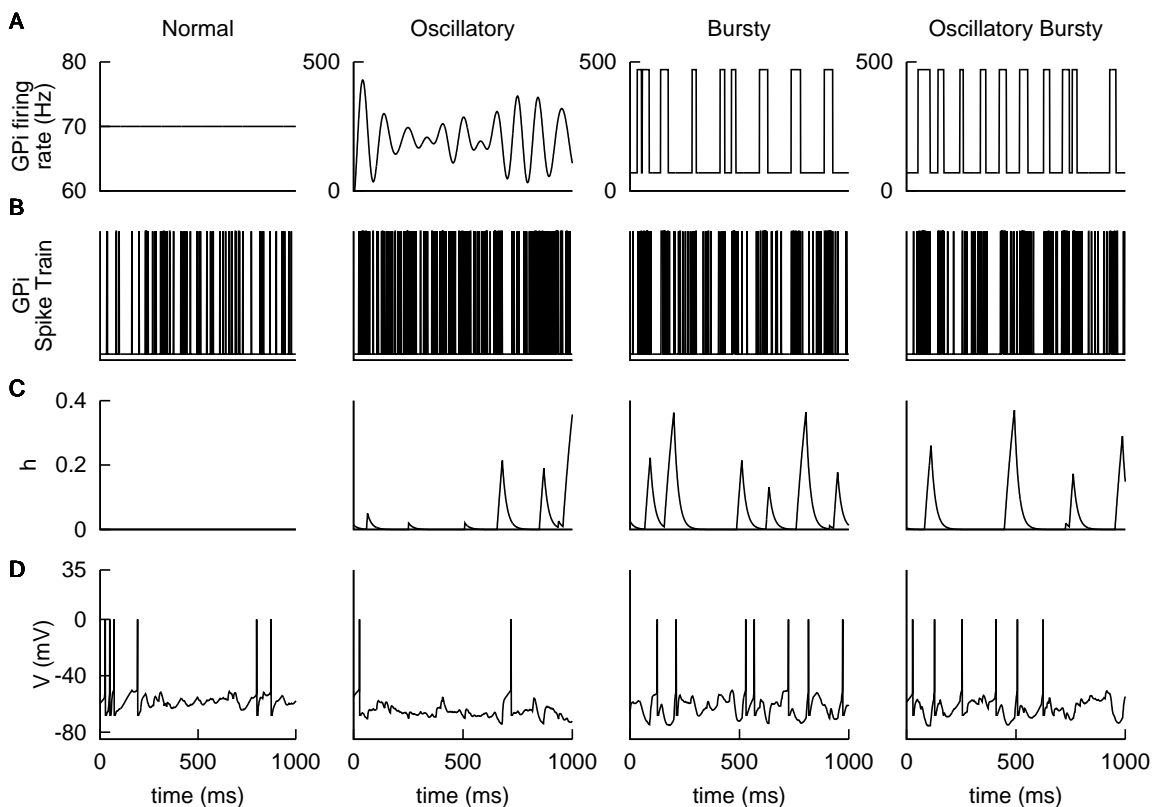 A
Normal
Oscillatory
Bursty
Oscillatory Bursty
GPi firing
rate (Hz)
80
70
60
500
0
500
0
500
0
B
GPi
Spike Train
C
h
0.4
0.2
0
D
V (mV)
35
0
-40
-80
0
500
1000
0
500
1000
0
500
1000
0
500
1000
time (ms)
time (ms)
time (ms)
time (ms)